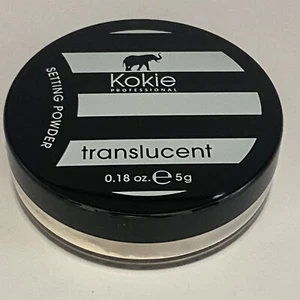 Kokie
PROFESSIONAL
SETTING POWDER
translucent
0.18 oz. ℮ 5g